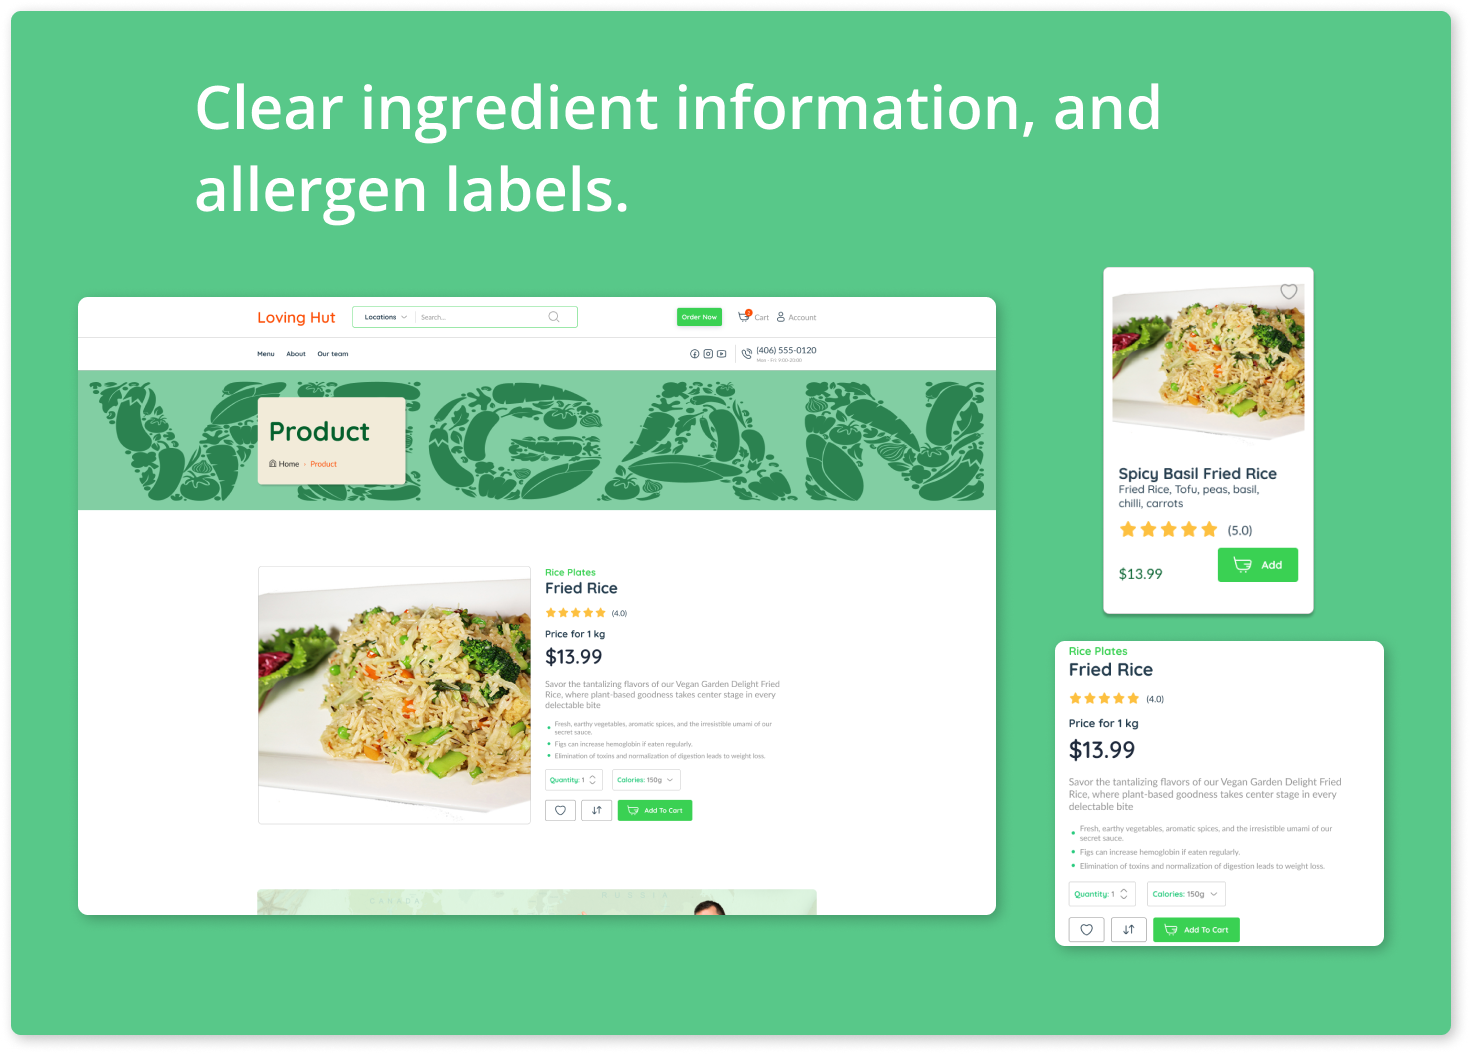 Clear ingredient information, and
allergen labels.
Loving Hut
Locations
Search...
Order Now
Cart
Account
Menu
About
Our team
(406) 555-0120
VEGAN
Product
Home › Product
Rice Plates
Fried Rice
(4.0)
Price for 1 kg
$13.99
Savor the tantalizing flavors of our Vegan Garden Delight Fried
Rice, where plant-based goodness takes center stage in every
delectable bite
Fresh, earthy vegetables, aromatic spices, and the irresistible umami of our
secret sauce.
Figs can increase hemoglobin if eaten regularly.
Elimination of toxins and normalization of digestion leads to weight loss.
Quantity: 1
Calories: 150g
Add To Cart
CANADA
RUSSIA
Spicy Basil Fried Rice
Fried Rice, Tofu, peas, basil,
chilli, carrots
(5.0)
$13.99
Add
Rice Plates
Fried Rice
(4.0)
Price for 1 kg
$13.99
Savor the tantalizing flavors of our Vegan Garden Delight Fried
Rice, where plant-based goodness takes center stage in every
delectable bite
Fresh, earthy vegetables, aromatic spices, and the irresistible umami of our
secret sauce.
Figs can increase hemoglobin if eaten regularly.
Elimination of toxins and normalization of digestion leads to weight loss.
Quantity: 1
Calories: 150g
Add To Cart